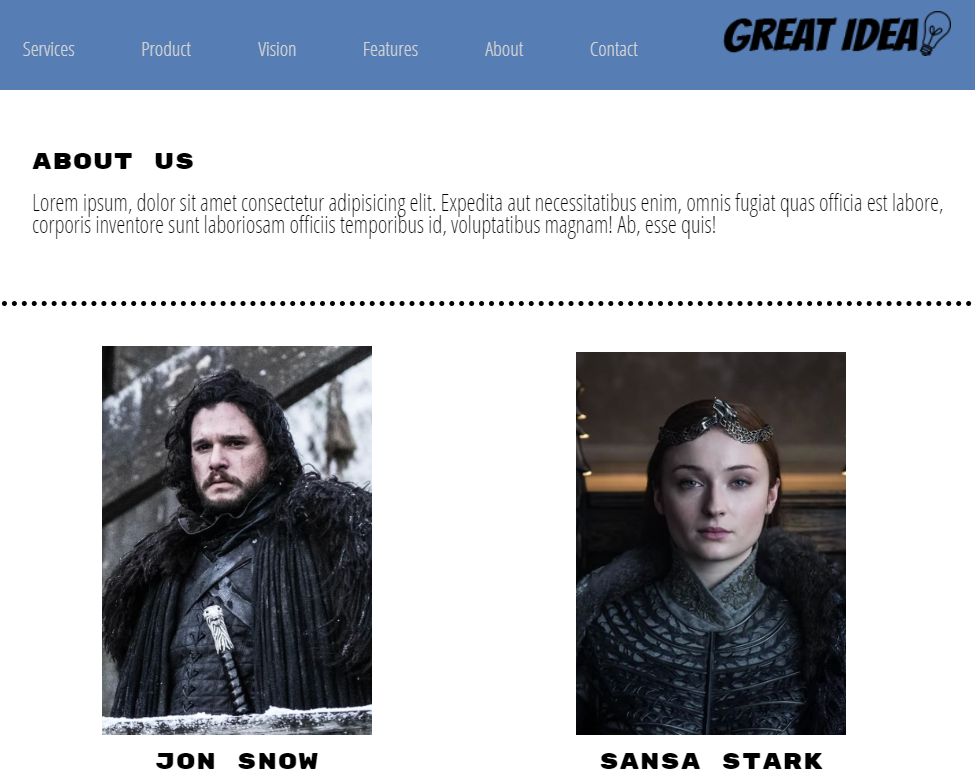 Services Product Vision Features About Contact GREAT IDEA
ABOUT US
Lorem ipsum, dolor sit amet consectetur adipisicing elit. Expedita aut necessitatibus enim, omnis fugiat quas officia est labore,
corporis inventore sunt laboriosam officiis temporibus id, voluptatibus magnam! Ab, esse quis!
JON SNOW SANSA STARK